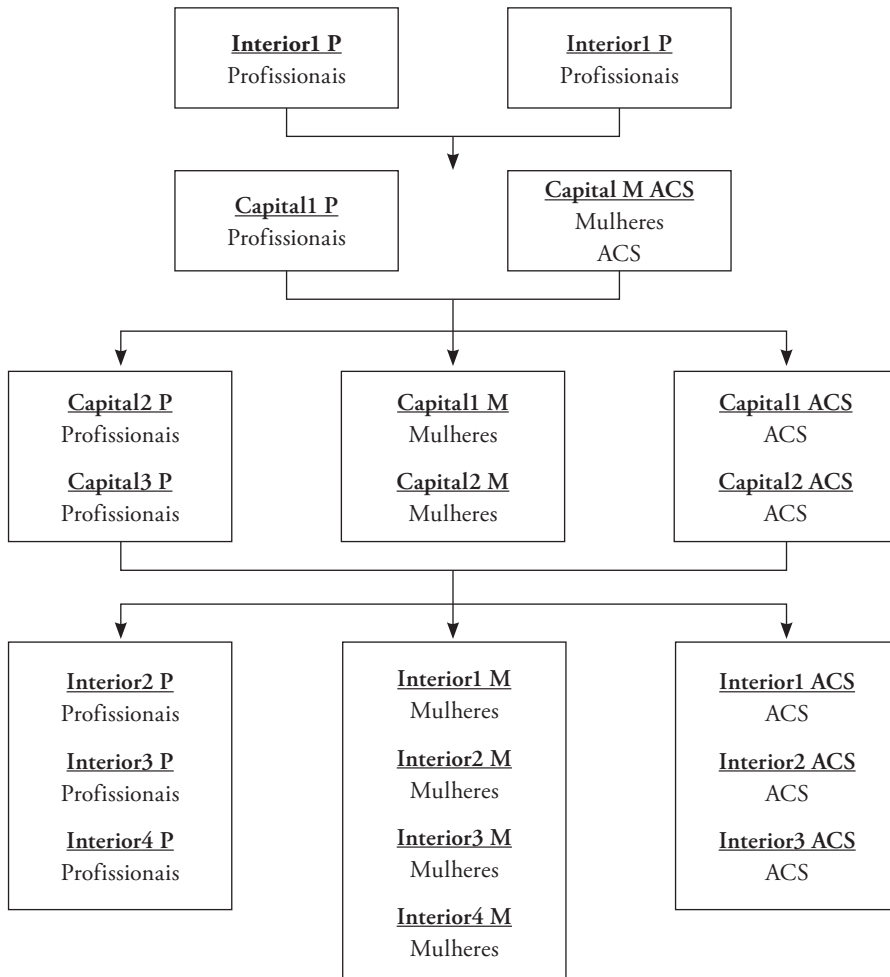 Interior1 P
Profissionais
Interior1 P
Profissionais
Capital1 P
Profissionais
Capital M ACS
Mulheres
ACS
Capital2 P
Profissionais
Capital3 P
Profissionais
Capital1 M
Mulheres
Capital2 M
Mulheres
Capital1 ACS
ACS
Capital2 ACS
ACS
Interior2 P
Profissionais
Interior3 P
Profissionais
Interior4 P
Profissionais
Interior1 M
Mulheres
Interior2 M
Mulheres
Interior3 M
Mulheres
Interior4 M
Mulheres
Interior1 ACS
ACS
Interior2 ACS
ACS
Interior3 ACS
ACS